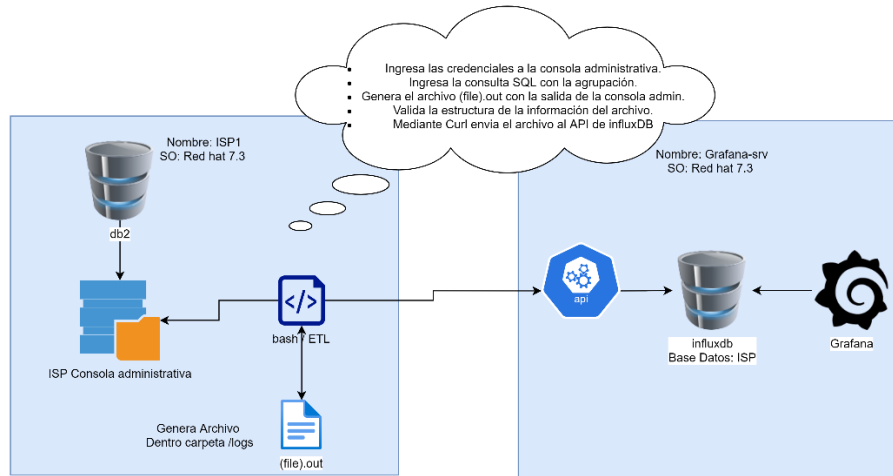 Ingresa las credenciales a la consola administrativa.
Ingresa la consulta SQL con la agrupación.
Genera el archivo (file).out con la salida de la consola admin.
Valida la estructura de la información del archivo.
Mediante Curl envia el archivo al API de influxDB
Nombre: ISP1
SO: Red hat 7.3
db2
ISP Consola administrativa
bash / ETL
Genera Archivo
Dentro carpeta /logs
(file).out
Nombre: Grafana-srv
SO: Red hat 7.3
api
influxdb
Base Datos: ISP
Grafana